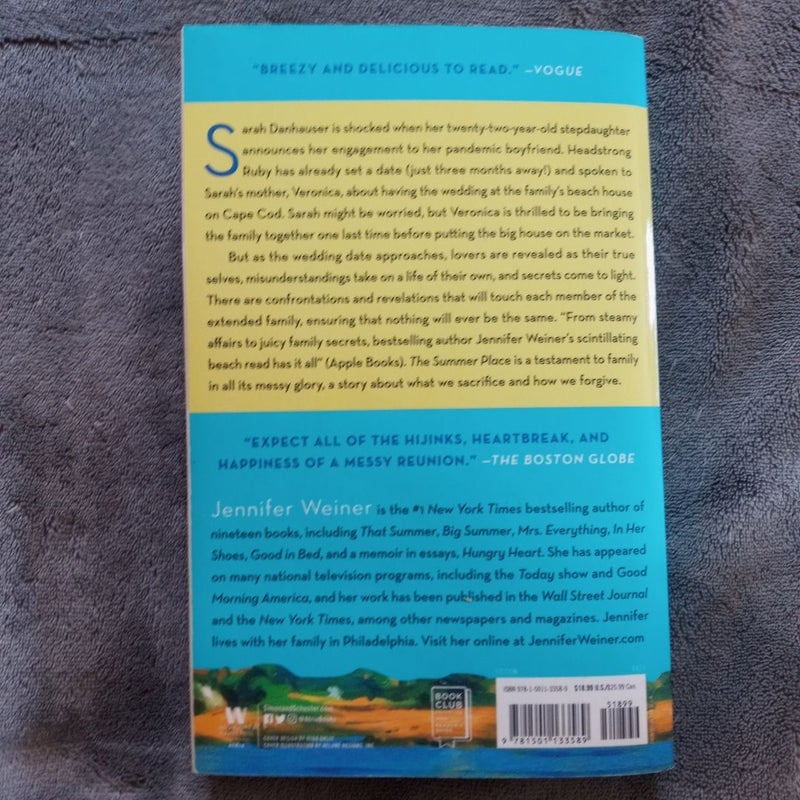 “BREEZY AND DELICIOUS TO READ.” —VOGUE
Sarah Danhauser is shocked when her twenty-two-year-old stepdaughter
announces her engagement to her pandemic boyfriend. Headstrong
Ruby has already set a date (just three months away!) and spoken to
Sarah’s mother, Veronica, about having the wedding at the family’s beach house
on Cape Cod. Sarah might be worried, but Veronica is thrilled to be bringing
the family together one last time before putting the big house on the market.
But as the wedding date approaches, lovers are revealed as their true
selves, misunderstandings take on a life of their own, and secrets come to light.
There are confrontations and revelations that will touch each member of the
extended family, ensuring that nothing will ever be the same. “From steamy
affairs to juicy family secrets, bestselling author Jennifer Weiner’s scintillating
beach read has it all” (Apple Books). The Summer Place is a testament to family
in all its messy glory, a story about what we sacrifice and how we forgive.
“EXPECT ALL OF THE HIJINKS, HEARTBREAK, AND
HAPPINESS OF A MESSY REUNION.” —THE BOSTON GLOBE
Jennifer Weiner is the #1 New York Times bestselling author of
nineteen books, including That Summer, Big Summer, Mrs. Everything, In Her
Shoes, Good in Bed, and a memoir in essays, Hungry Heart. She has appeared
on many national television programs, including the Today show and Good
Morning America, and her work has been published in the Wall Street Journal
and the New York Times, among other newspapers and magazines. Jennifer
lives with her family in Philadelphia. Visit her online at JenniferWeiner.com
SimonandSchuster.com
@AtriaBooks
BOOK
CLUB
ISBN 978-1-5011-3358-9 $18.99 U.S./$25.99 Can.
51899
9 781501 133589